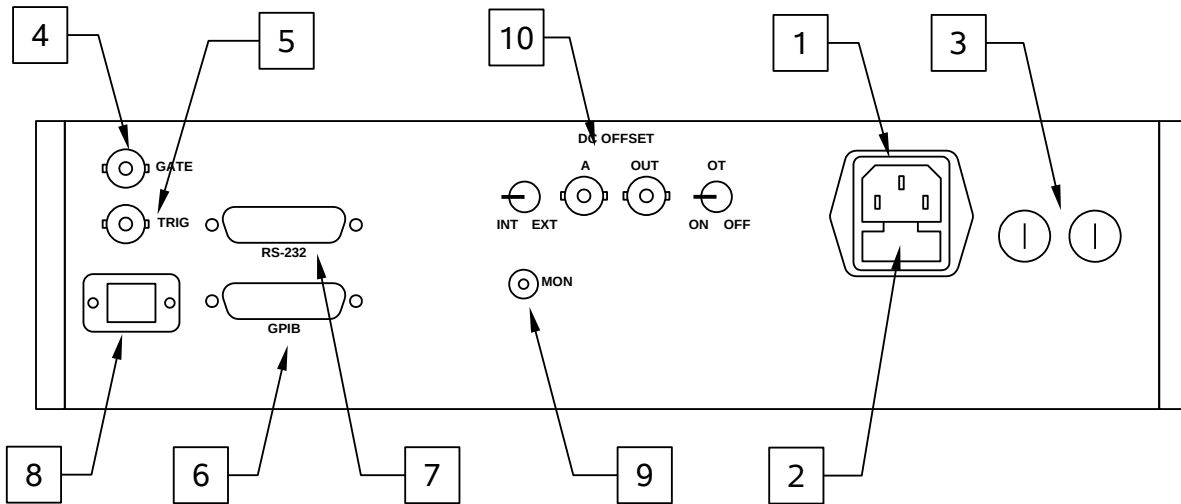 4
5
10
1
3
DC OFFSET
GATE
A
OUT
OT
TRIG
INT EXT
ON OFF
RS-232
MON
GPIB
8
6
7
9
2